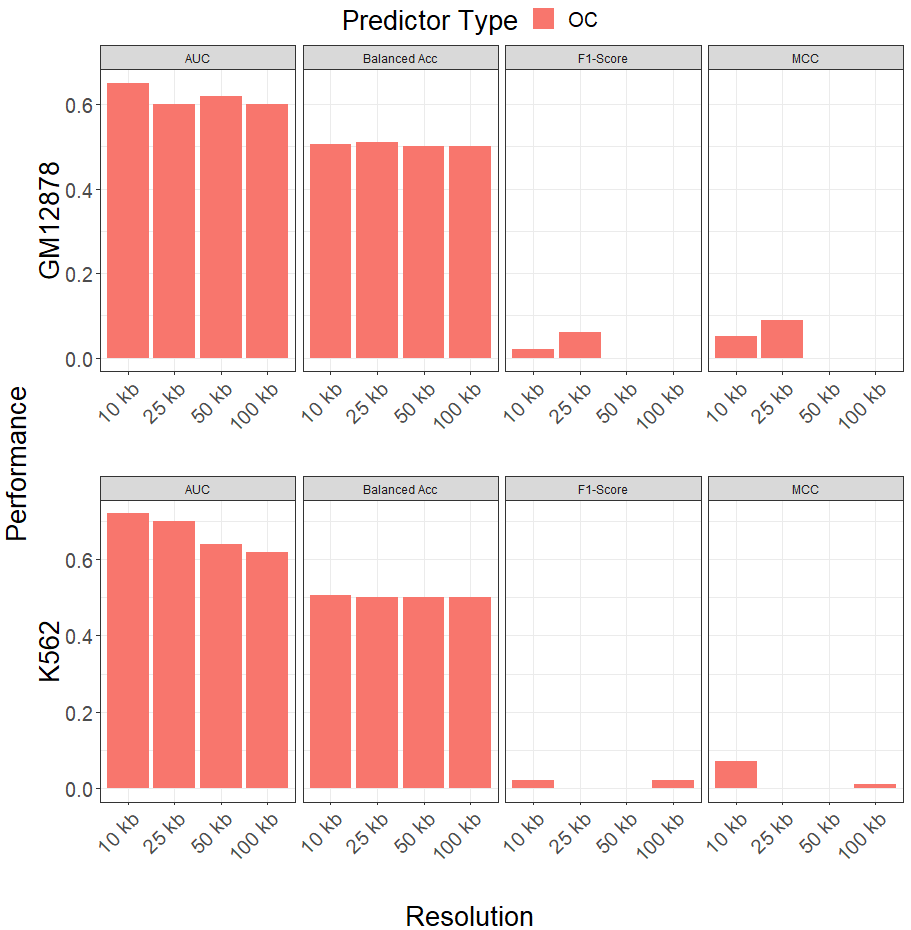 Predictor Type OC
AUC Balanced Acc F1-Score MCC
GM12878
0.6
0.4
0.2
0.0
10 kb 25 kb 50 kb 100 kb 10 kb 25 kb 50 kb 100 kb 10 kb 25 kb 50 kb 100 kb 10 kb 25 kb 50 kb 100 kb
Performance
AUC Balanced Acc F1-Score MCC
K562
0.6
0.4
0.2
0.0
10 kb 25 kb 50 kb 100 kb 10 kb 25 kb 50 kb 100 kb 10 kb 25 kb 50 kb 100 kb 10 kb 25 kb 50 kb 100 kb
Resolution